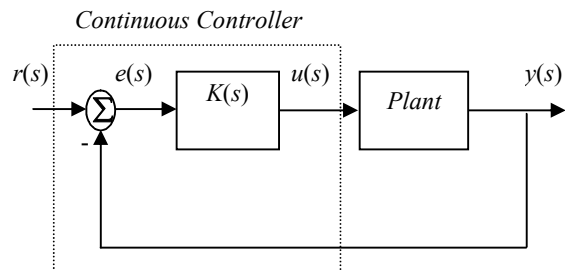 Continuous Controller
r(s) e(s) K(s) u(s) Plant y(s)
Σ
-